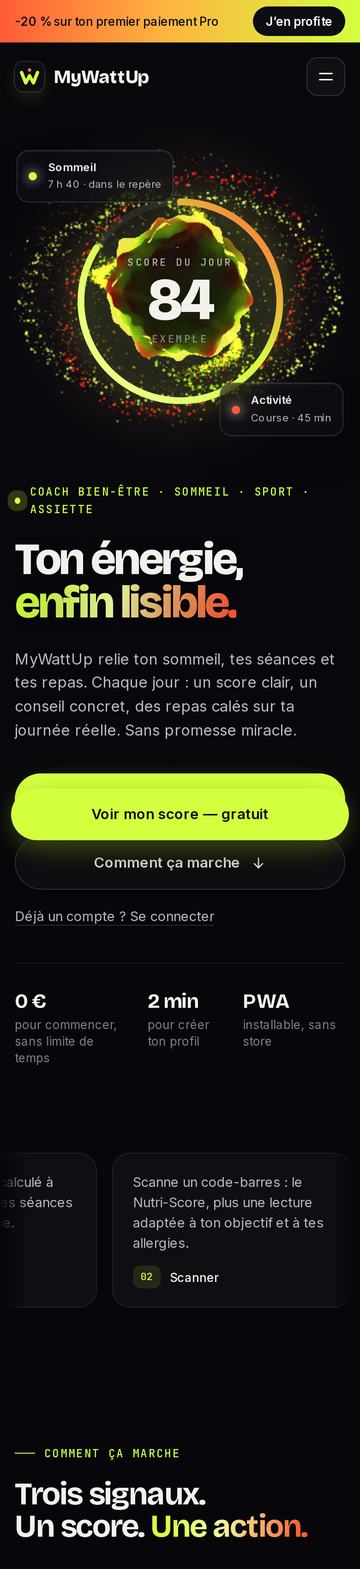 -20 % sur ton premier paiement Pro
J'en profite
MyWattUp
Sommeil
7 h 40 · dans le repère
SCORE DU JOUR
84
EXEMPLE
Activité
Course · 45 min
COACH BIEN-ÊTRE · SOMMEIL · SPORT ·
ASSIETTE
Ton énergie,
enfin lisible.
MyWattUp relie ton sommeil, tes séances et
tes repas. Chaque jour : un score clair, un
conseil concret, des repas calés sur ta
journée réelle. Sans promesse miracle.
Voir mon score — gratuit
Comment ça marche ↓
Déjà un compte ? Se connecter
0 €
pour commencer,
sans limite de
temps
2 min
pour créer
ton profil
PWA
installable, sans
store
calculé à
es séances
e.
Scanne un code-barres : le
Nutri-Score, plus une lecture
adaptée à ton objectif et à tes
allergies.
02 Scanner
COMMENT ÇA MARCHE
Trois signaux.
Un score. Une action.